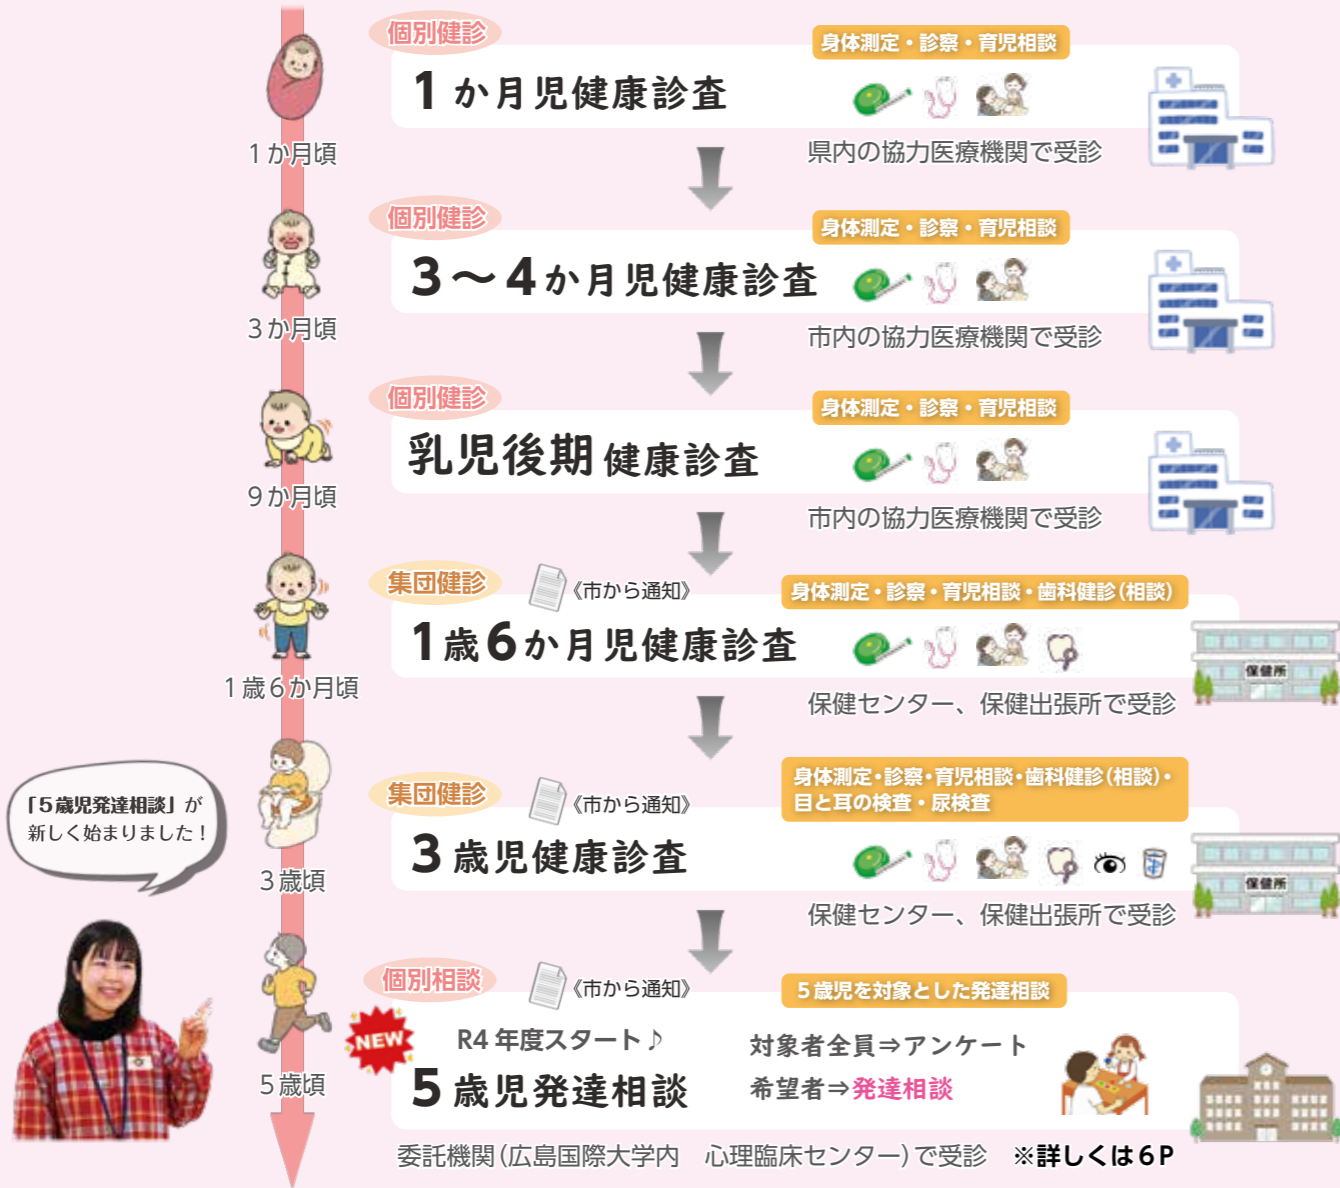 個別健診
身体測定・診察・育児相談
1か月児健康診査
1か月頃
県内の協力医療機関で受診
個別健診
身体測定・診察・育児相談
3〜4か月児健康診査
3か月頃
市内の協力医療機関で受診
個別健診
身体測定・診察・育児相談
乳児後期健康診査
9か月頃
市内の協力医療機関で受診
集団健診
《市から通知》
身体測定・診察・育児相談・歯科健診(相談)
1歳6か月児健康診査
保健所
1歳6か月頃
保健センター、保健出張所で受診
集団健診
《市から通知》
身体測定・診察・育児相談・歯科健診(相談)・
目と耳の検査・尿検査
「5歳児発達相談」が
新しく始まりました!
3歳児健康診査
保健所
3歳頃
保健センター、保健出張所で受診
個別相談
《市から通知》
5歳児を対象とした発達相談
NEW
R4年度スタート♪
対象者全員⇒アンケート
5歳頃
5歳児発達相談
希望者⇒発達相談
委託機関(広島国際大学内 心理臨床センター)で受診 ※詳しくは6P